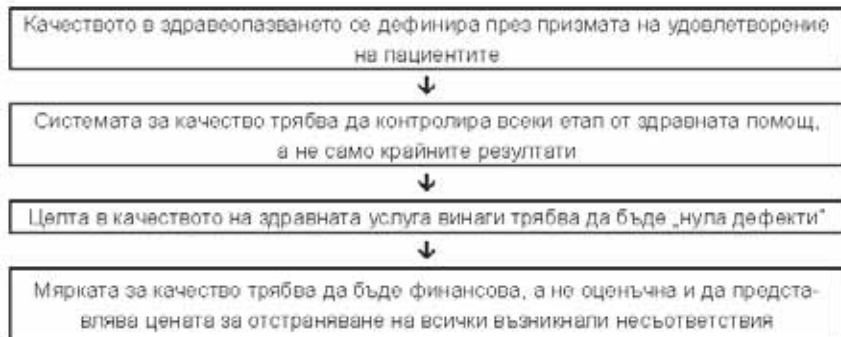 Качеството в здравеопазването се дефинира през призмата на удовлетворение
на пациентите
Системата за качество трябва да контролира всеки етап от здравната помощ,
а не само крайните резултати
Целта в качеството на здравната услуга винаги трябва да бъде „нула дефекти“
Мярката за качество трябва да бъде финансова, а не оценъчна и да предста-
влява цената за отстраняване на всички възникнали несъответствия